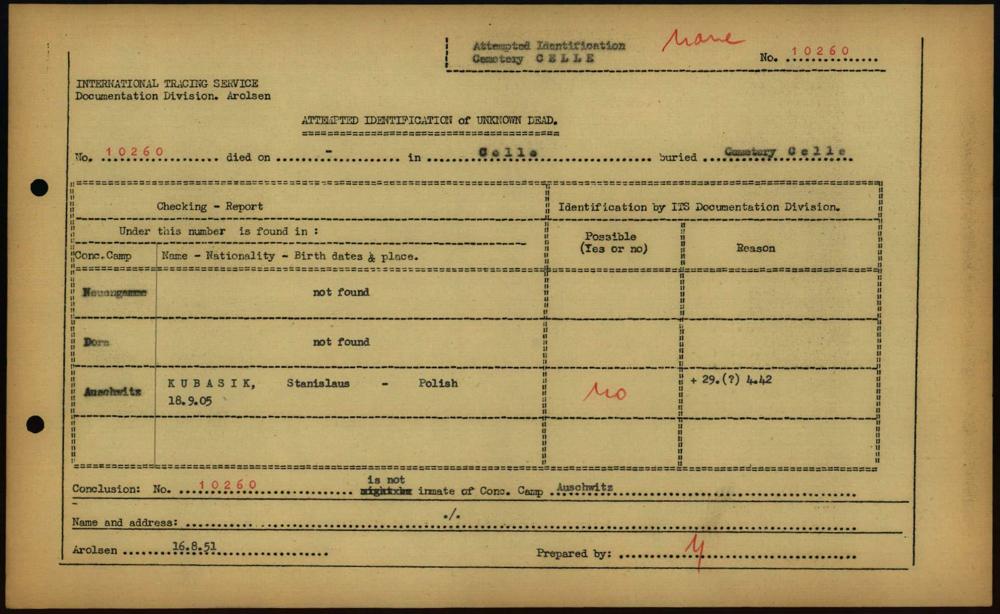 Attempted Identification
Cemetery CELLE
None
No. 10260
INTERNATIONAL TRACING SERVICE
Documentation Division. Arolsen
ATTEMPTED IDENTIFICATION of UNKNOWN DEAD.
No. 10260 died on - in Celle buried Cemetery Celle
Checking - Report
Identification by ITS Documentation Division.
Under this number is found in :
Possible
(Yes or no)
Reason
Conc.Camp Name - Nationality - Birth dates & place.
Neuengamme not found
Dora not found
Auschwitz KUBASIK, Stanislaus - Polish no + 29.(?) 4.42
18.9.05
is not
Conclusion: No. 10260 inmate of Conc. Camp Auschwitz
Name and address: ./.
Arolsen 16.8.51 Prepared by: